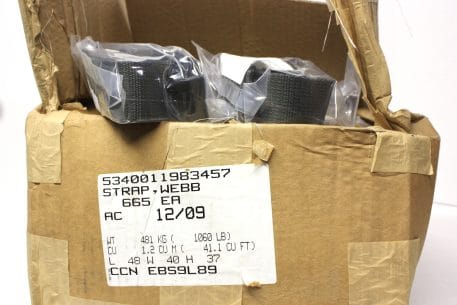 5340011983457
STRAP,WEBB
665 EA
AC 12/09
WT 481 KG ( 1060 LB)
CU 1.2 CU M ( 41.1 CU FT)
L 48 W 40 H 37
CCN EBS9L89